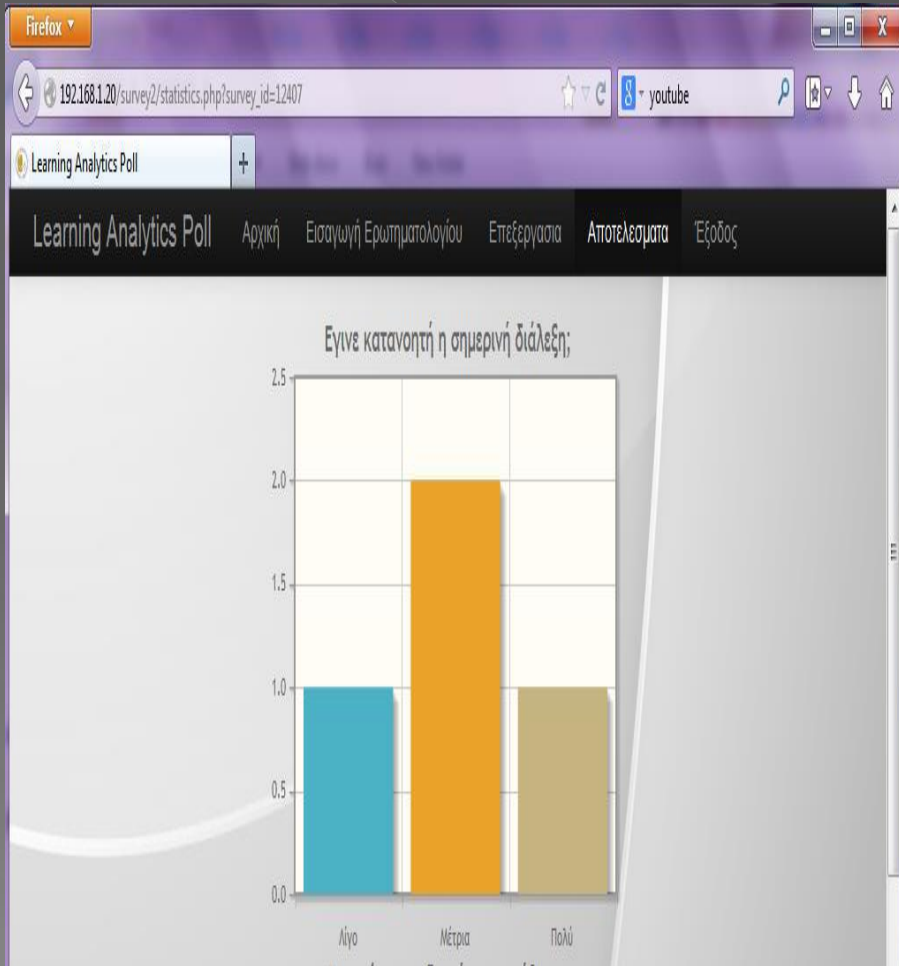 Firefox
192.168.1.20/survey2/statistics.php?survey_id=12407
youtube
Learning Analytics Poll
Learning Analytics Poll Αρχική Εισαγωγή Ερωτηματολογίου Επεξεργασια Αποτελεσματα Έξοδος
Εγινε κατανοητή η σημερινή διάλεξη;
2.5
2.0
1.5
1.0
0.5
0.0
Λίγο Μέτρια Πολύ